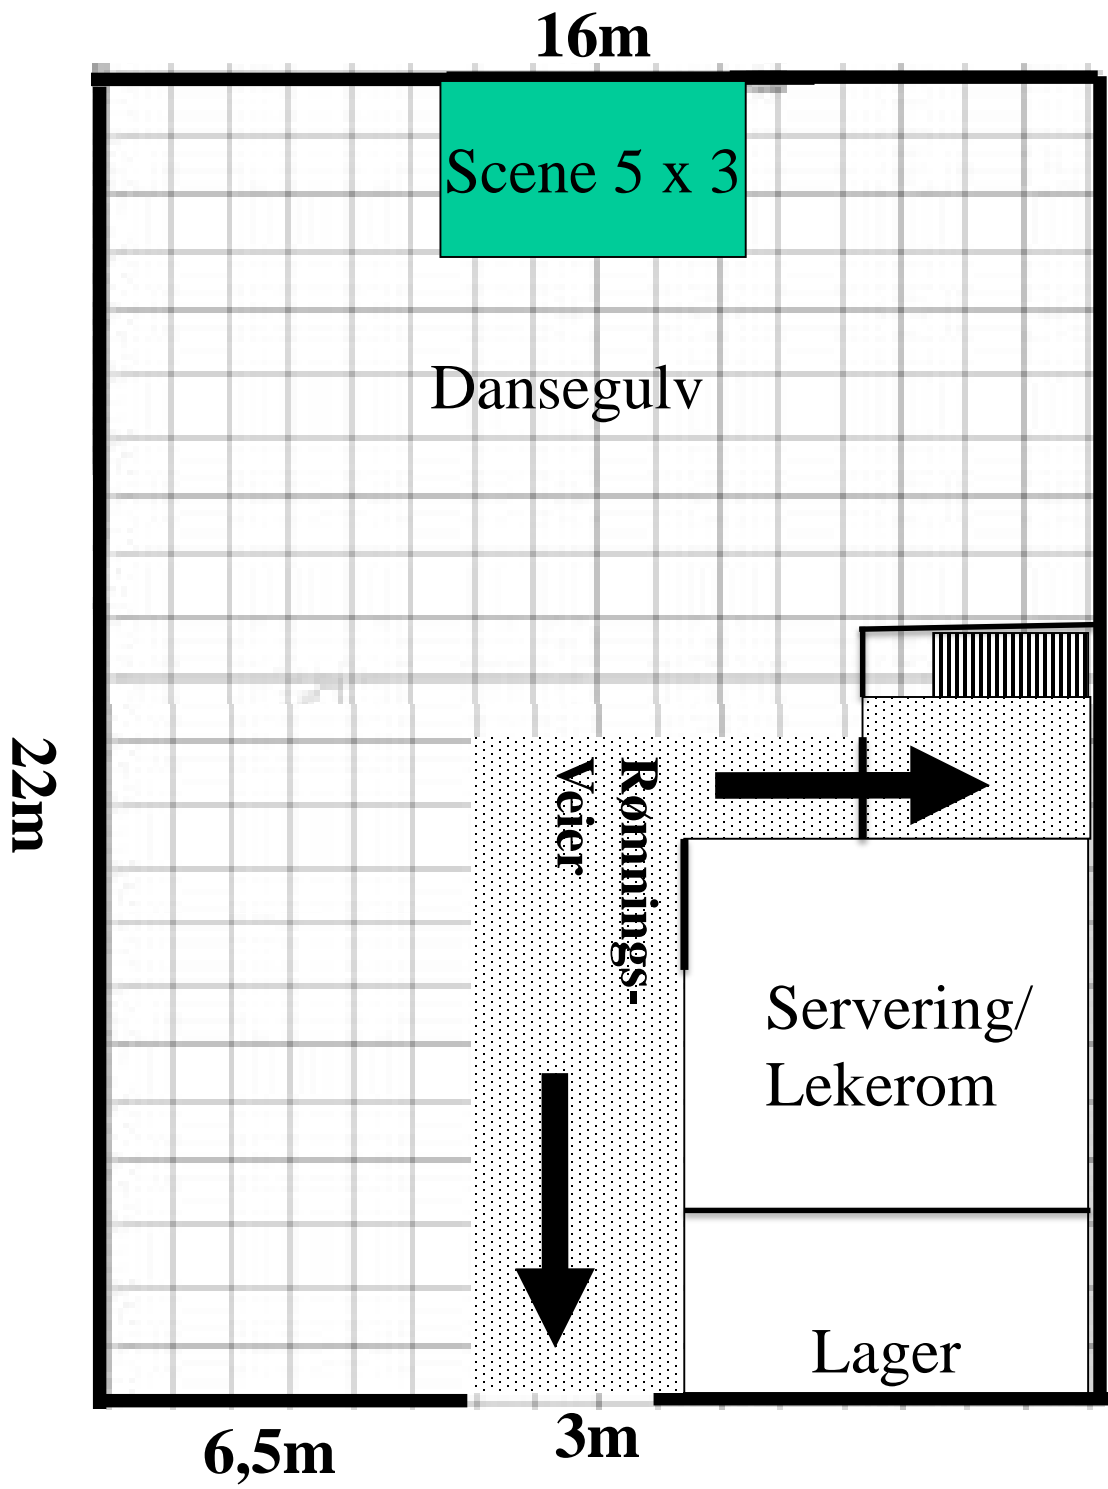 16m
Scene 5 x 3
Dansegulv
22m
Rømnings-
Veier
Servering/
Lekerom
Lager
6,5m
3m